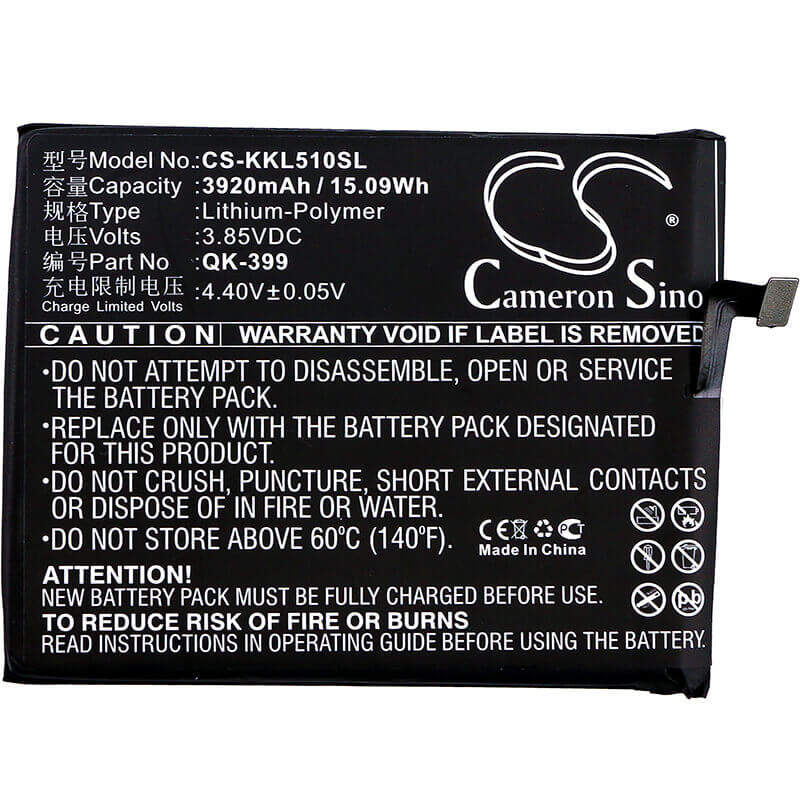 型号Model No.:CS-KKL510SL
容量Capacity :3920mAh / 15.09Wh
规格Type :Lithium-Polymer
电压Volts :3.85VDC
编号Part No :QK-399
充电限制电压 :4.40V±0.05V
Charge Limited Volts
CS
®
Cameron Sino
CAUTION WARRANTY VOID IF LABEL IS REMOVED
•DO NOT ATTEMPT TO DISASSEMBLE, OPEN OR SERVICE
THE BATTERY PACK.
•REPLACE ONLY WITH THE BATTERY PACK DESIGNATED
FOR THIS PRODUCT.
•DO NOT CRUSH, PUNCTURE, SHORT EXTERNAL CONTACTS
OR DISPOSE OF IN FIRE OR WATER.
•DO NOT STORE ABOVE 60°C (140°F).
CE PCT
Made In China
Pb
ATTENTION!
NEW BATTERY PACK MUST BE FULLY CHARGED BEFORE USE.
TO REDUCE RISK OF FIRE OR BURNS
READ INSTRUCTIONS IN OPERATING GUIDE BEFORE USING THE BATTERY.